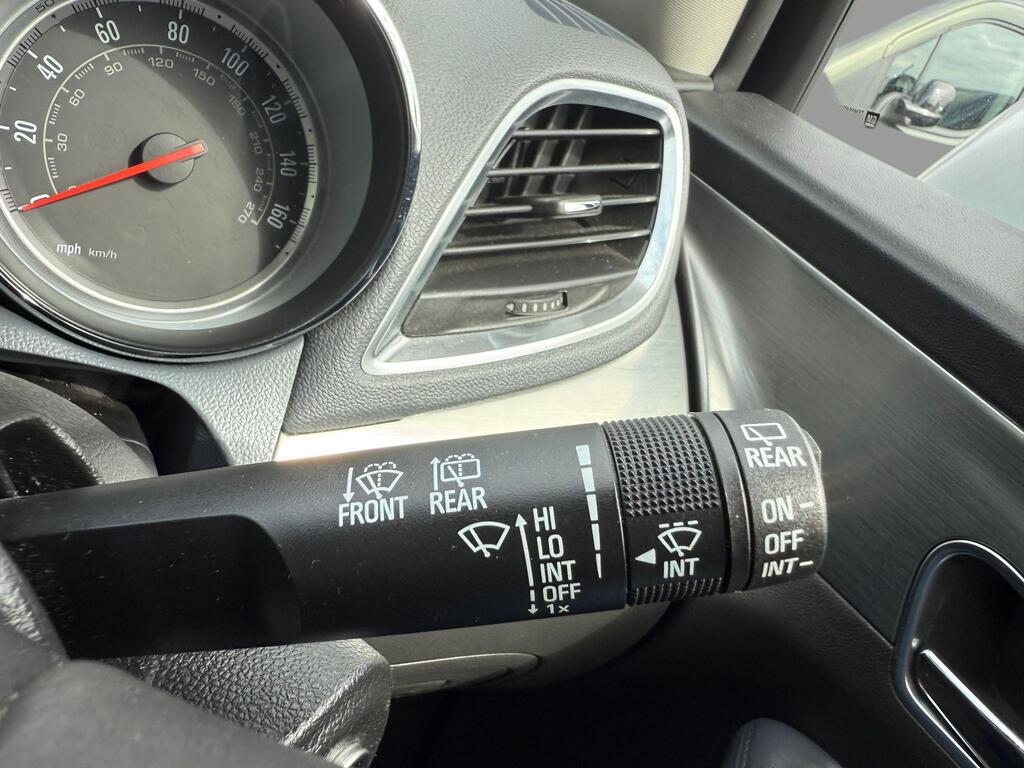 20
40
60
80
100
120
140
160
30
60
90
120
150
180
210
240
270
mph km/h
FRONT
REAR
HI
LO
INT
OFF
1x
INT
REAR
ON
OFF
INT